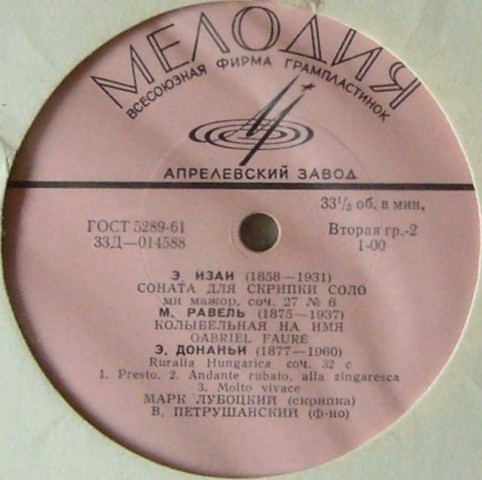 МЕЛОДИЯ
ВСЕСОЮЗНАЯ ФИРМА ГРАМПЛАСТИНОК
АПРЕЛЕВСКИЙ ЗАВОД
33 1/3 об. в мин.
ГОСТ 5289-61
Вторая гр.-2
33Д—014588
1-00
Э. ИЗАИ (1858—1931)
СОНАТА ДЛЯ СКРИПКИ СОЛО
ми мажор, соч. 27 № 6
М. РАВЕЛЬ (1875—1937)
КОЛЫБЕЛЬНАЯ НА ИМЯ
GABRIEL FAURÉ
Э. ДОНАНЬИ (1877—1960)
Ruralia Hungarica соч. 32 с
1. Presto. 2. Andante rubato, alla zingaresca
3. Molto vivace
МАРК ЛУБОЦКИЙ (скрипка)
В. ПЕТРУШАНСКИЙ (ф-но)